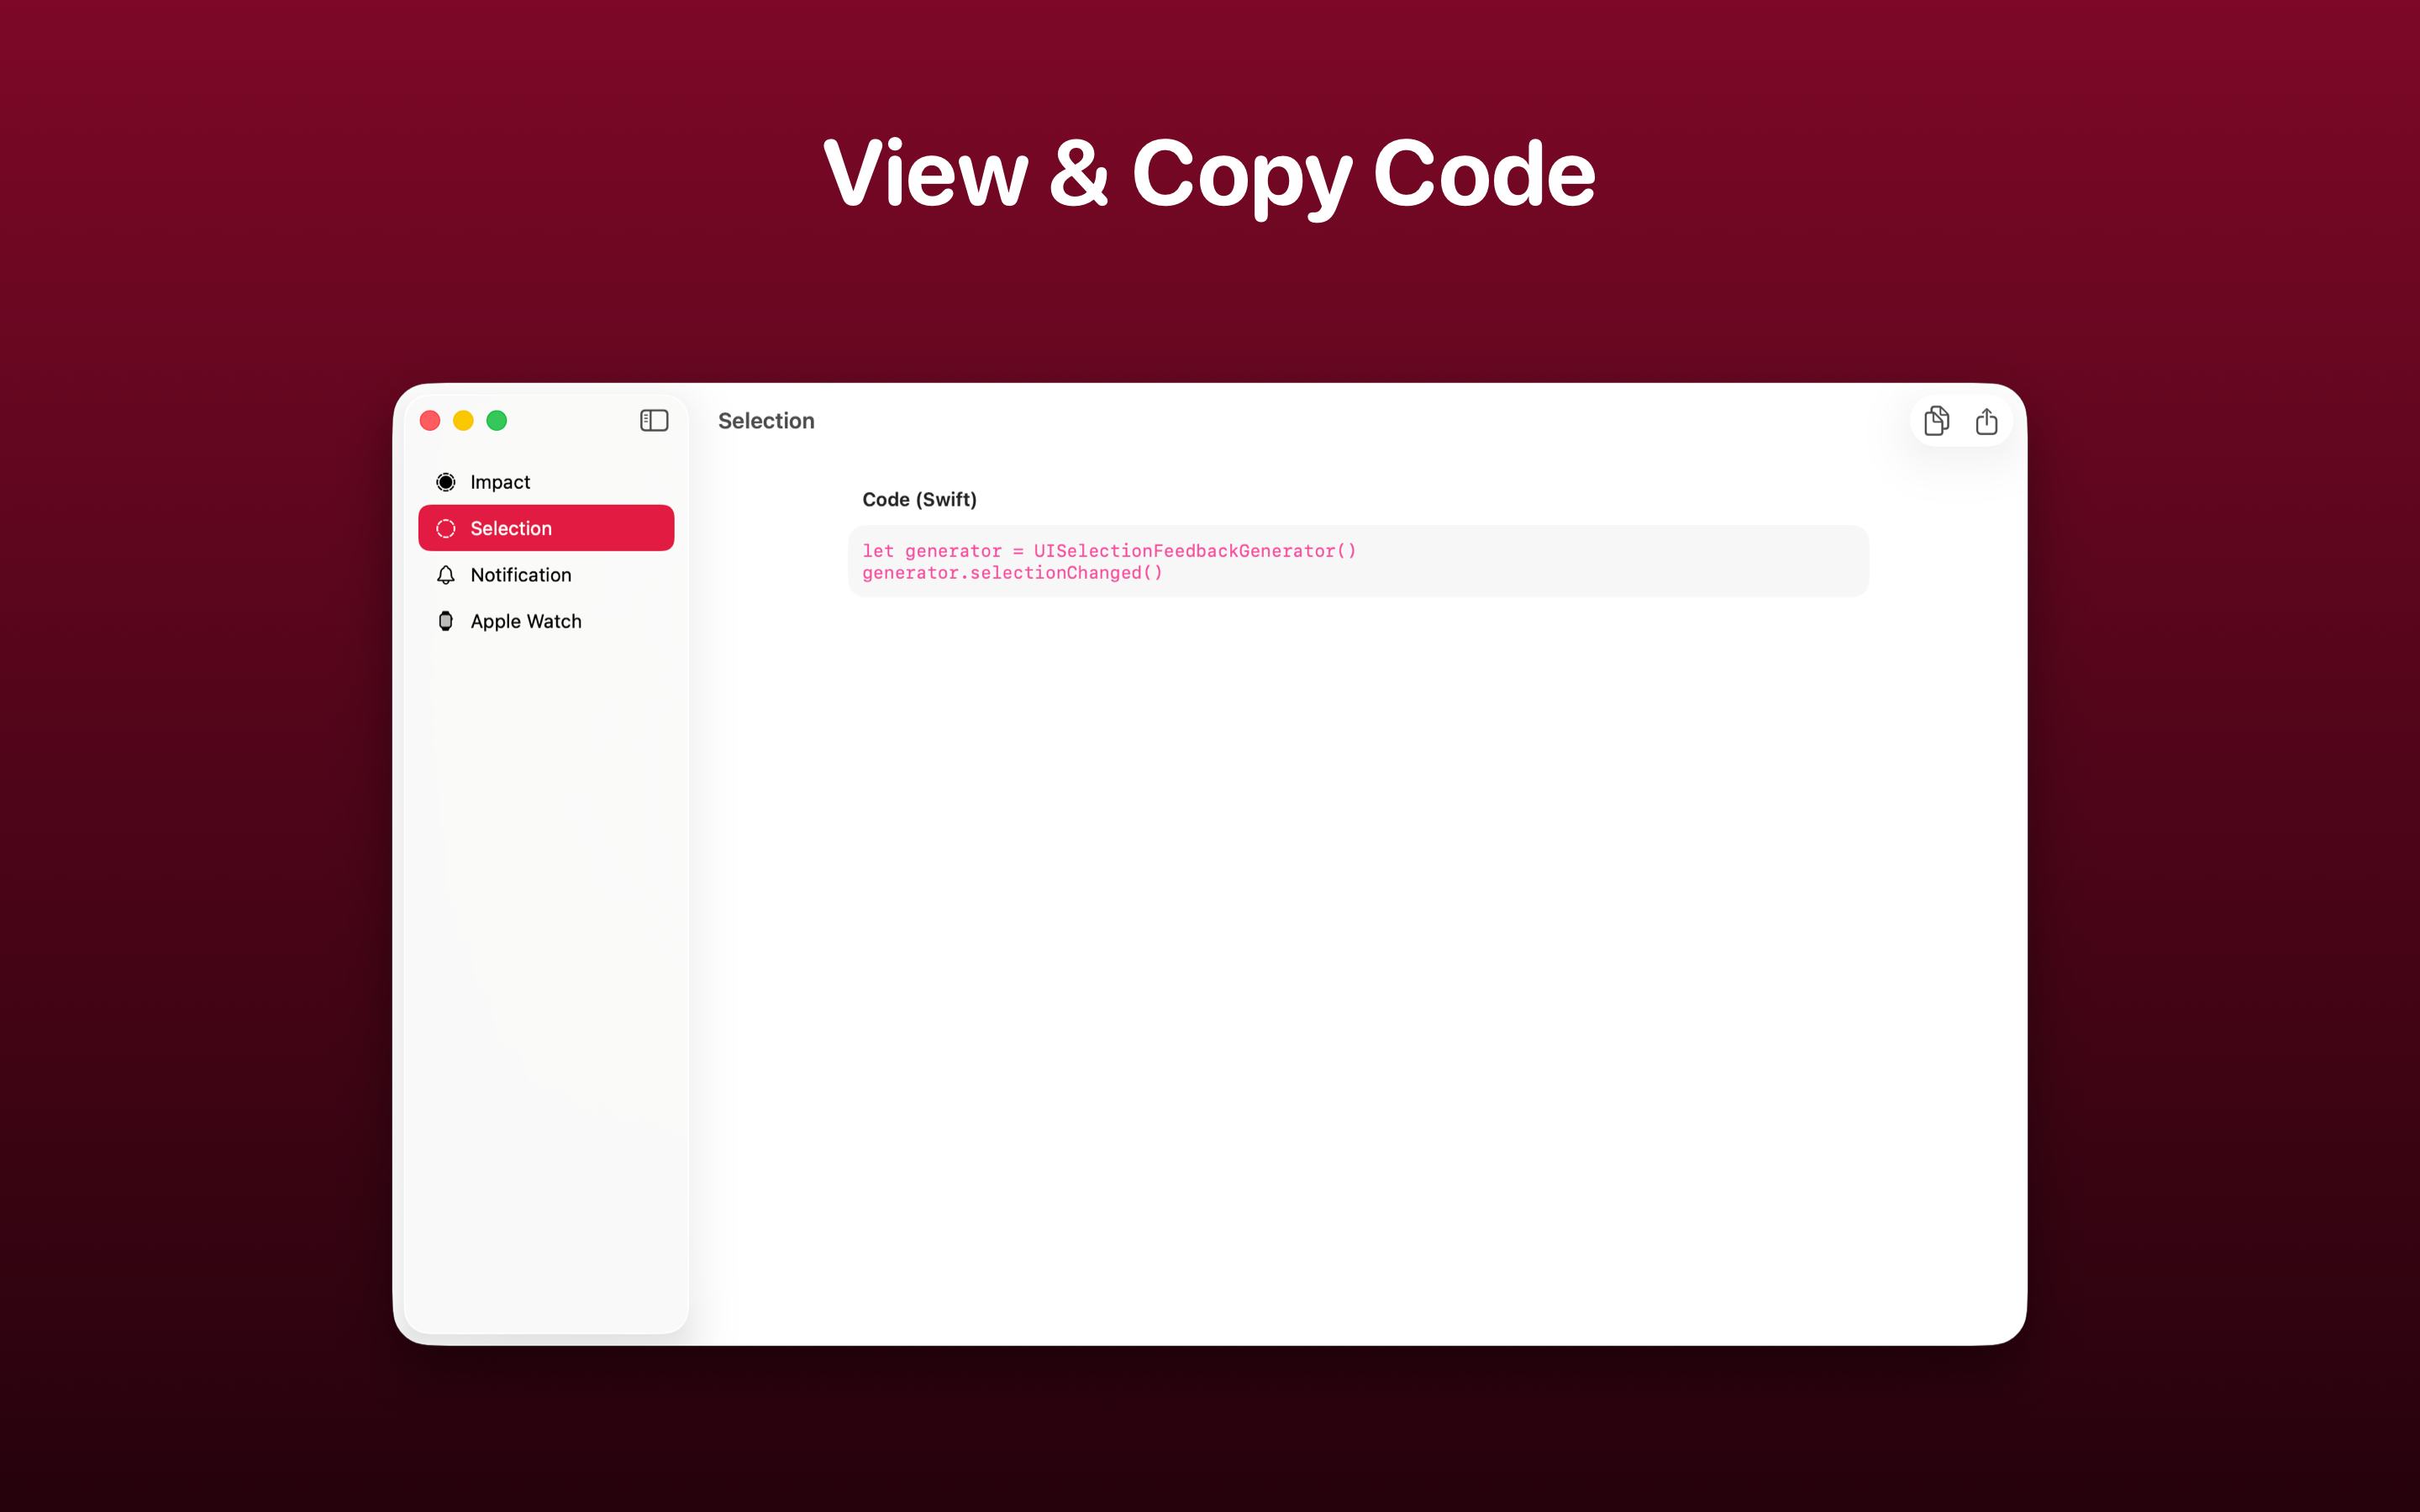 View & Copy Code
Selection
Impact
Selection
Notification
Apple Watch
Code (Swift)
let generator = UISelectionFeedbackGenerator()
generator.selectionChanged()